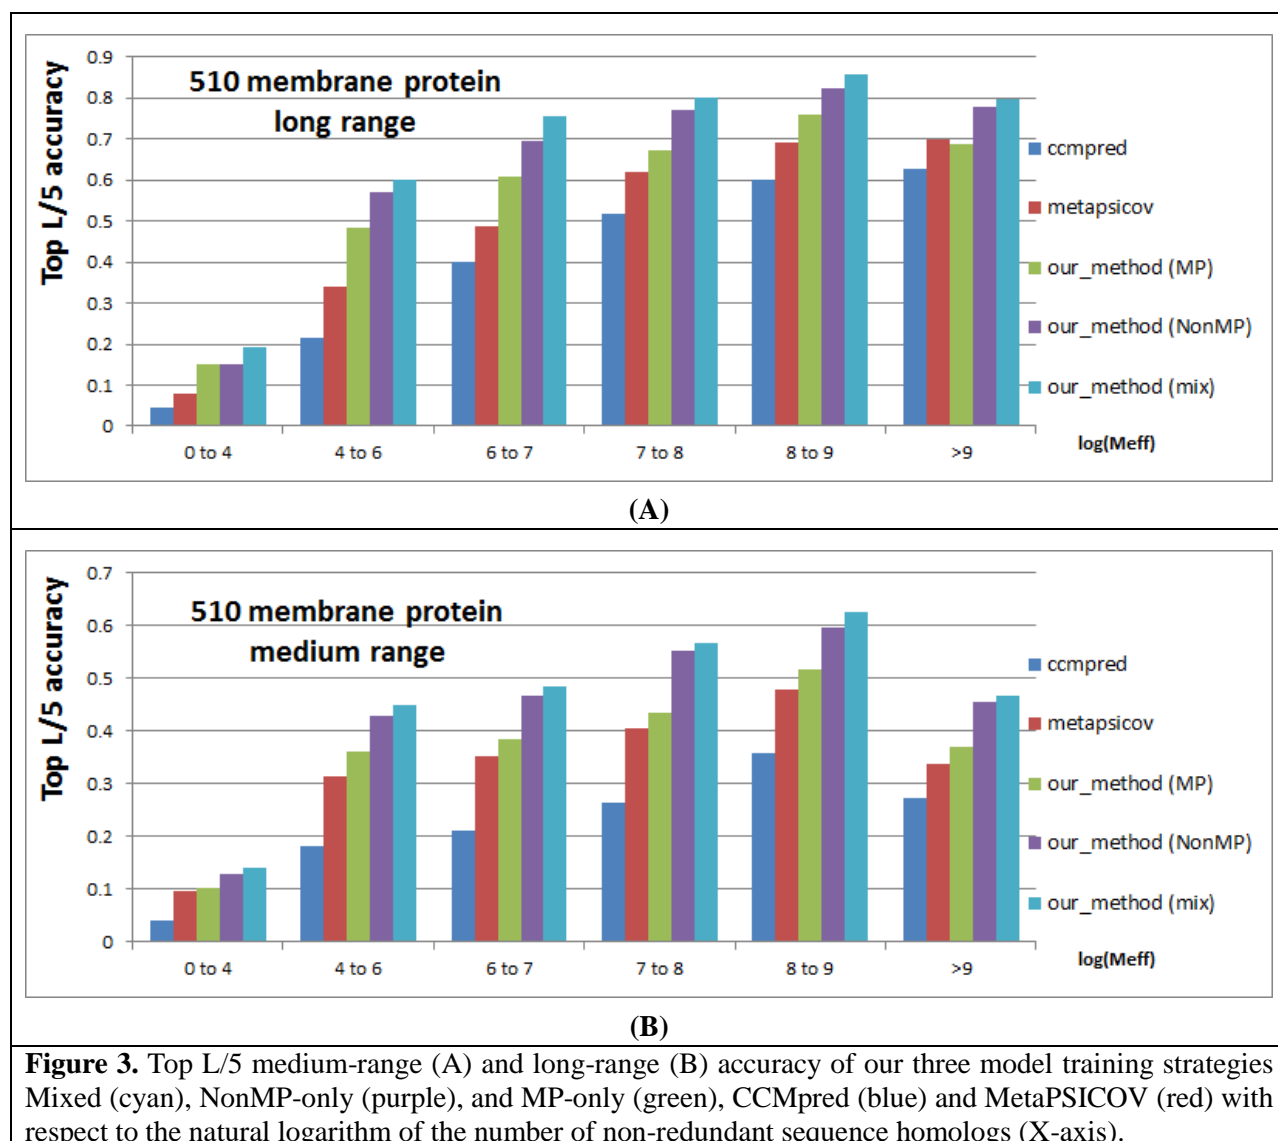 0.9
0.8
0.7
0.6
0.5
0.4
0.3
0.2
0.1
0
Top L/5 accuracy
510 membrane protein
long range
ccmpred
metapsicov
our_method (MP)
our_method (NonMP)
our_method (mix)
0 to 4
4 to 6
6 to 7
7 to 8
8 to 9
>9
log(Meff)
(A)
0.7
0.6
0.5
0.4
0.3
0.2
0.1
0
Top L/5 accuracy
510 membrane protein
medium range
ccmpred
metapsicov
our_method (MP)
our_method (NonMP)
our_method (mix)
0 to 4
4 to 6
6 to 7
7 to 8
8 to 9
>9
log(Meff)
(B)
Figure 3. Top L/5 medium-range (A) and long-range (B) accuracy of our three model training strategies
Mixed (cyan), NonMP-only (purple), and MP-only (green), CCMpred (blue) and MetaPSICOV (red) with
respect to the natural logarithm of the number of non-redundant sequence homologs (X-axis).